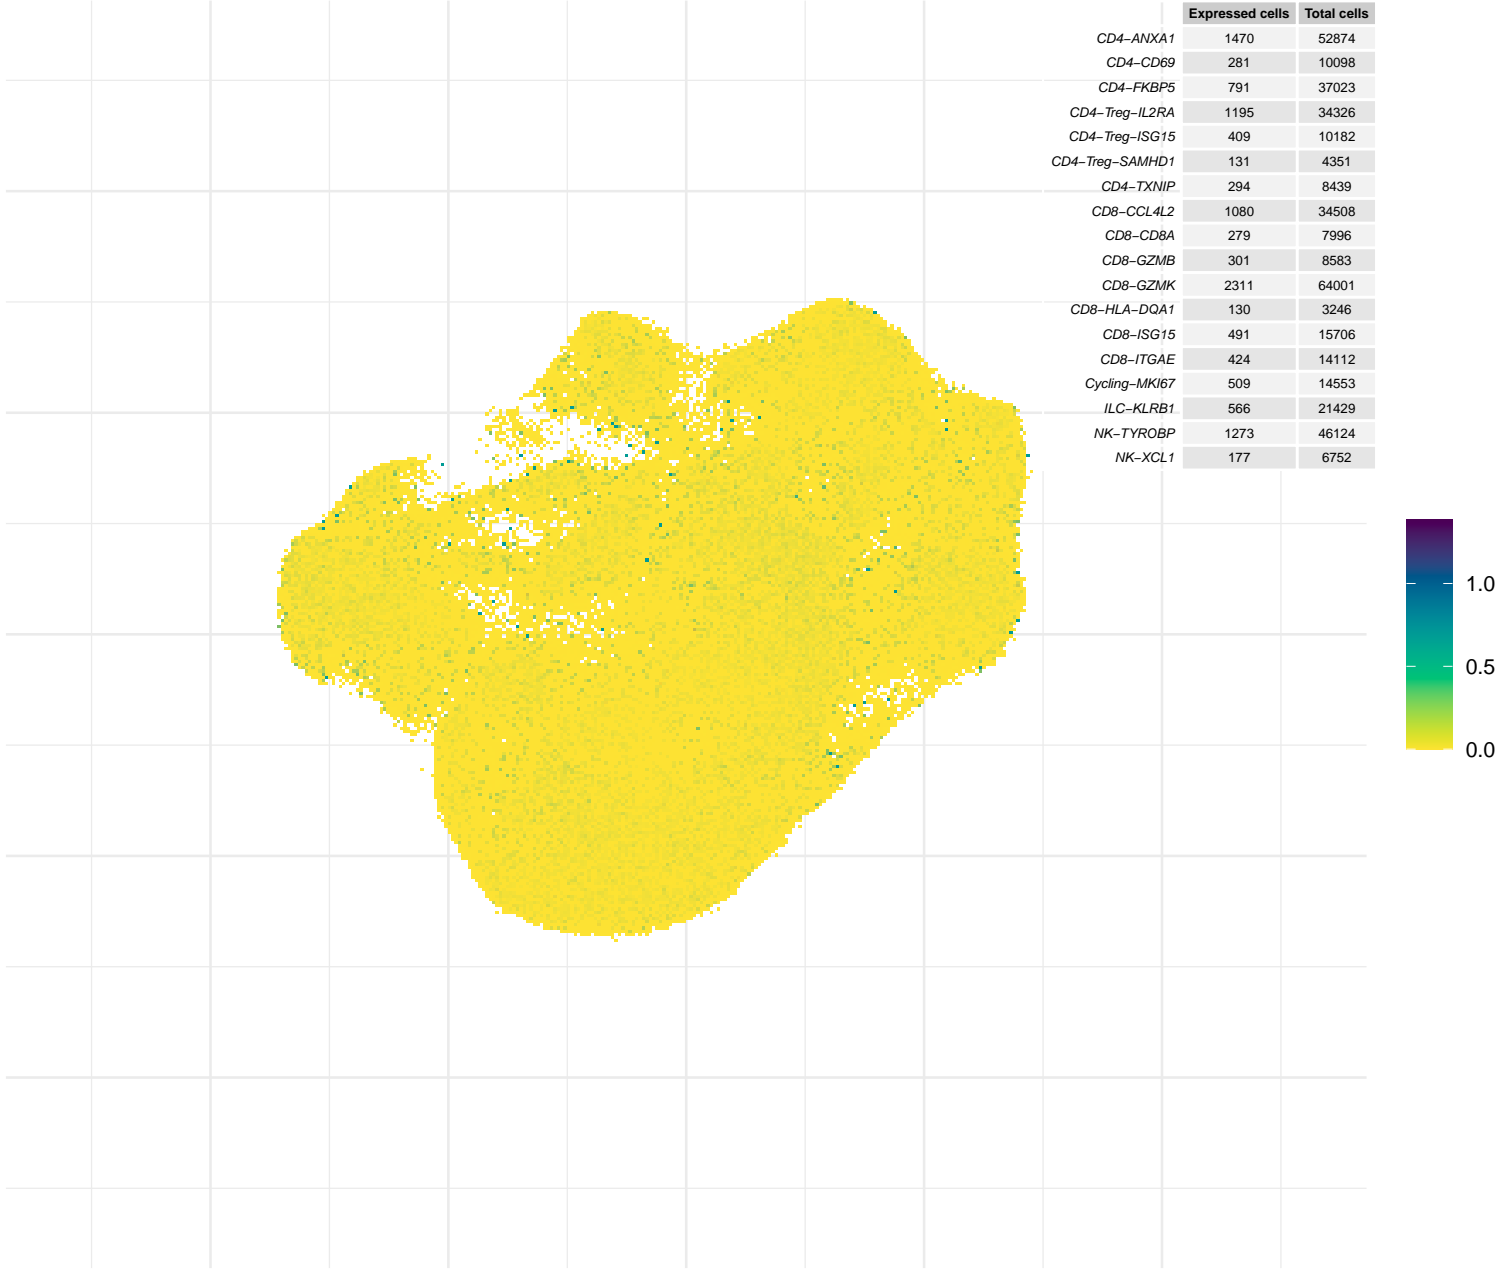 Expressed cells Total cells
CD4−ANXA1 1470 52874
CD4−CD69 281 10098
CD4−FKBP5 791 37023
CD4−Treg−IL2RA 1195 34326
CD4−Treg−ISG15 409 10182
CD4−Treg−SAMHD1 131 4351
CD4−TXNIP 294 8439
CD8−CCL4L2 1080 34508
CD8−CD8A 279 7996
CD8−GZMB 301 8583
CD8−GZMK 2311 64001
CD8−HLA−DQA1 130 3246
CD8−ISG15 491 15706
CD8−ITGAE 424 14112
Cycling−MKI67 509 14553
ILC−KLRB1 566 21429
NK−TYROBP 1273 46124
NK−XCL1 177 6752
1.0
0.5
0.0